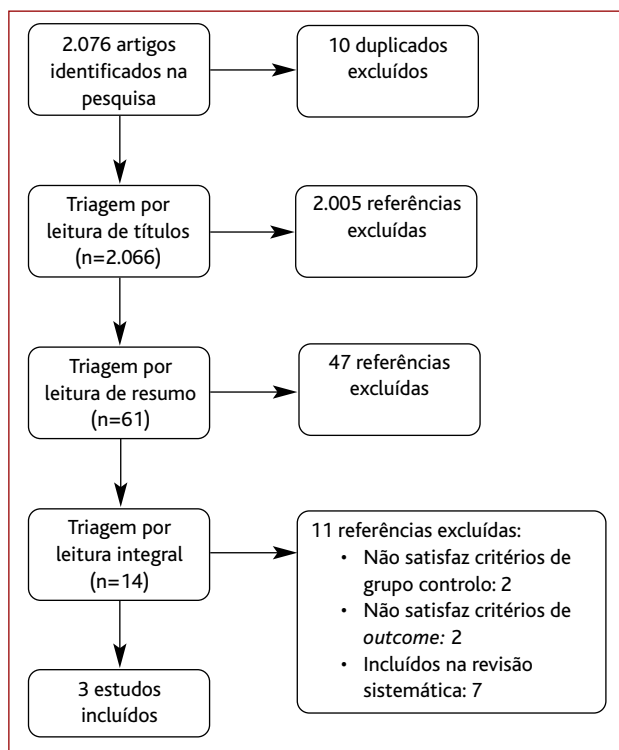 2.076 artigos
identificados na
pesquisa
10 duplicados
excluídos
Triagem por
leitura de títulos
(n=2.066)
2.005 referências
excluídas
Triagem por
leitura de resumo
(n=61)
47 referências
excluídas
Triagem por
leitura integral
(n=14)
11 referências excluídas:
• Não satisfaz critérios de
grupo controlo: 2
• Não satisfaz critérios de
outcome: 2
• Incluídos na revisão
sistemática: 7
3 estudos
incluídos